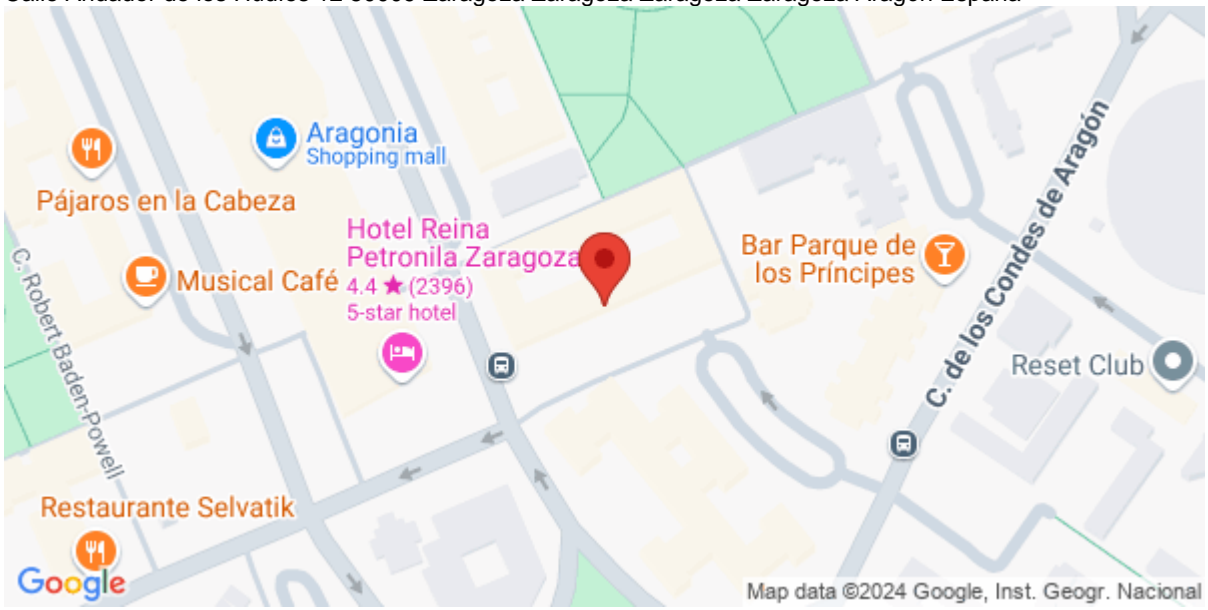 Aragonia
Shopping mall
Pájaros en la Cabeza
Hotel Reina
Petronila Zaragoza
4.4 ★ (2396)
5-star hotel
Musical Café
Bar Parque de
los Príncipes
C. de los Condes de Aragón
C. Robert Baden-Powell
Reset Club
Restaurante Selvatik
Google
Map data ©2024 Google, Inst. Geogr. Nacional